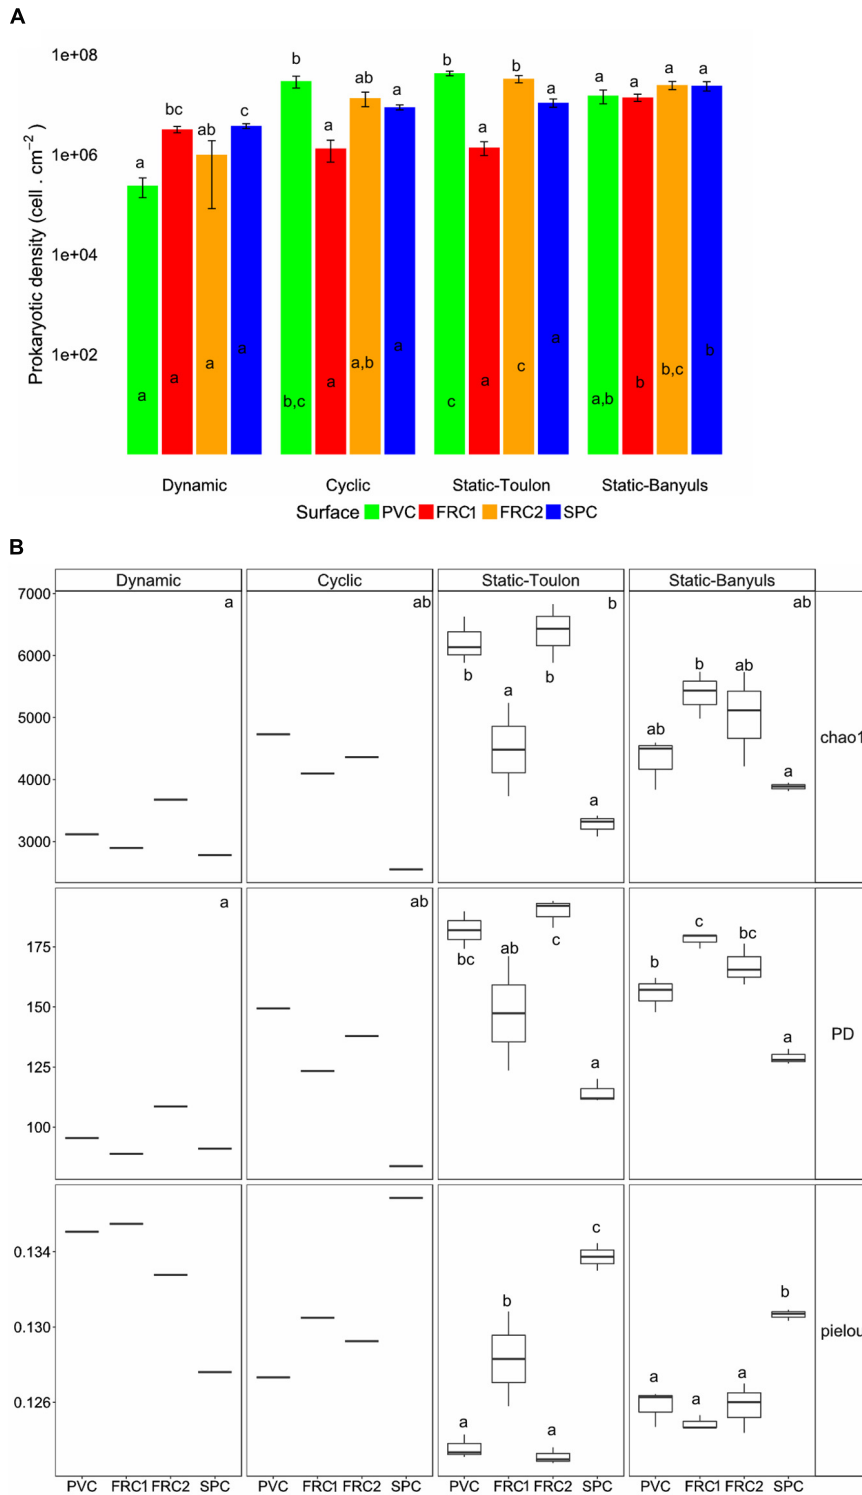 A
1e+08
1e+06
1e+04
1e+02
Prokaryotic density (cell . cm⁻²)
a bc ab c
b a ab a
b a b a
a a a a
a a a a
b,c a a,b a
c a c a
a,b b b,c b
Dynamic Cyclic Static-Toulon Static-Banyuls
Surface PVC FRC1 FRC2 SPC
B
Dynamic Cyclic Static-Toulon Static-Banyuls
7000
6000
5000
4000
3000
a ab b ab
b a b a
ab b ab a
chao1
175
150
125
100
a ab
bc ab c a
b c bc a
PD
0.134
0.130
0.126
a b a c
a a a b
pielou
PVC FRC1 FRC2 SPC PVC FRC1 FRC2 SPC PVC FRC1 FRC2 SPC PVC FRC1 FRC2 SPC